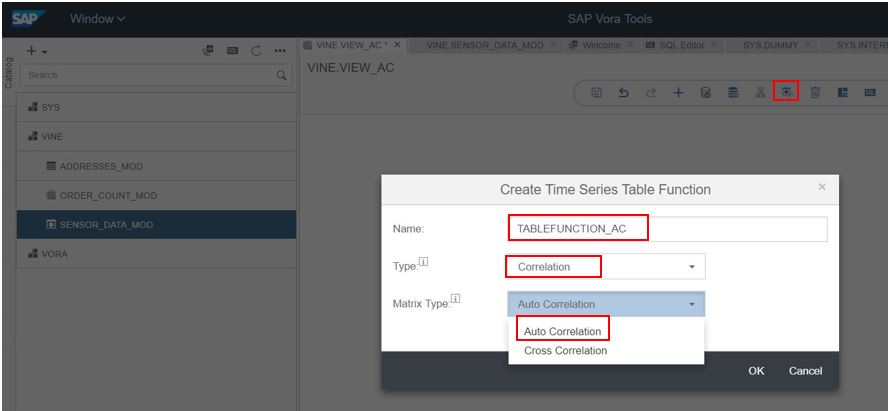 SAP Window SAP Vora Tools
Catalog
VINE.VIEW_AC * × VINE.SENSOR_DATA_MOD × Welcome × SQL Editor × SYS.DUMMY × SYS INTERN
Search
VINE.VIEW_AC
SYS
VINE
ADDRESSES_MOD
ORDER_COUNT_MOD
SENSOR_DATA_MOD
VORA
Create Time Series Table Function ×
Name: TABLEFUNCTION_AC
Type: i Correlation
Matrix Type: i Auto Correlation
Auto Correlation
Cross Correlation
OK Cancel